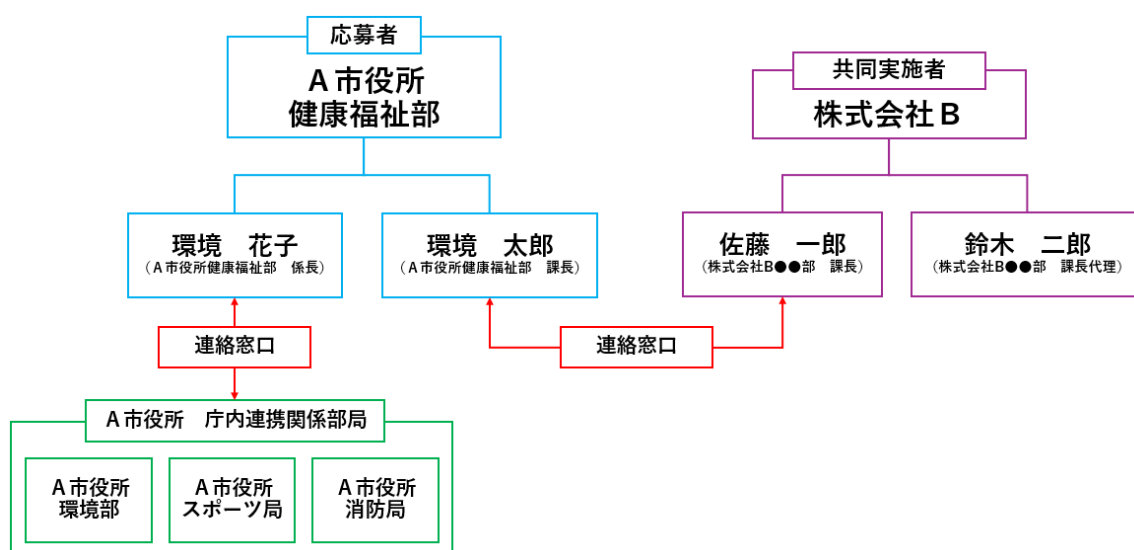 応募者
Ａ市役所
健康福祉部
共同実施者
株式会社Ｂ
環境　花子
（Ａ市役所健康福祉部　係長）
環境　太郎
（Ａ市役所健康福祉部　課長）
佐藤　一郎
（株式会社B●●部　課長）
鈴木　二郎
（株式会社B●●部　課長代理）
連絡窓口
連絡窓口
Ａ市役所　庁内連携関係部局
Ａ市役所
環境部
Ａ市役所
スポーツ局
Ａ市役所
消防局